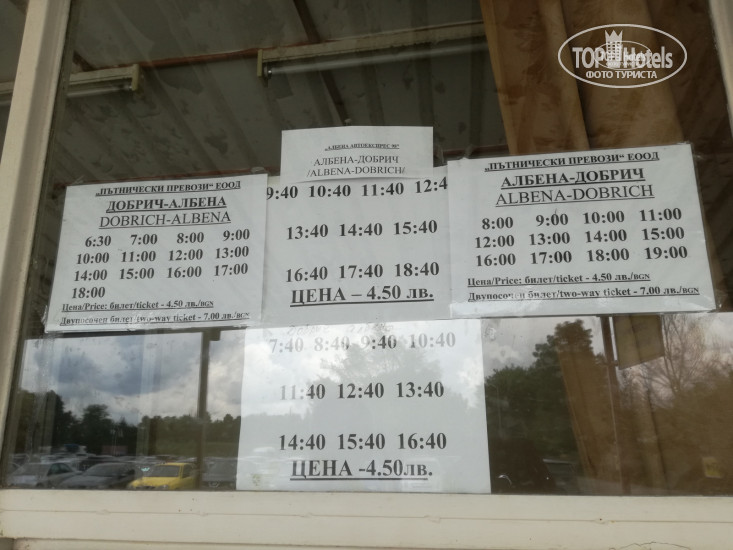 TOP Hotels
ФОТО ТУРИСТА
„ПЪТНИЧЕСКИ ПРЕВОЗИ" ЕООД
ДОБРИЧ-АЛБЕНА
DOBRICH-ALBENA
6:30 7:00 8:00 9:00
10:00 11:00 12:00 13:00
14:00 15:00 16:00 17:00
18:00
Цена/Price: билет/ticket - 4.50 лв./BGN
Двупосочен билет/two-way ticket - 7.00 лв./BGN
„АЛБЕНА АВТОЕКСПРЕС 98"
АЛБЕНА-ДОБРИЧ
/ALBENA-DOBRICH/
9:40 10:40 11:40 12:4
13:40 14:40 15:40
16:40 17:40 18:40
ЦЕНА – 4.50 лв.
7:40 8:40 9:40 10:40
11:40 12:40 13:40
14:40 15:40 16:40
ЦЕНА -4.50лв.
„ПЪТНИЧЕСКИ ПРЕВОЗИ" ЕООД
АЛБЕНА-ДОБРИЧ
ALBENA-DOBRICH
8:00 9:00 10:00 11:00
12:00 13:00 14:00 15:00
16:00 17:00 18:00 19:00
Цена/Price: билет/ticket - 4.50 лв./BGN
Двупосочен билет/two-way ticket - 7.00 лв./BGN